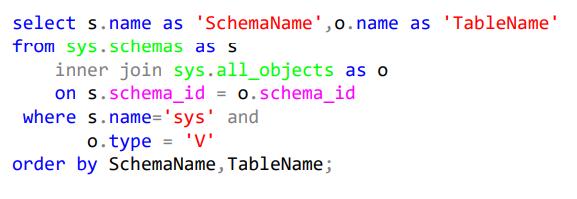 select s.name as 'SchemaName',o.name as 'TableName'
from sys.schemas as s
    inner join sys.all_objects as o
    on s.schema_id = o.schema_id
 where s.name='sys' and
       o.type = 'V'
order by SchemaName,TableName;